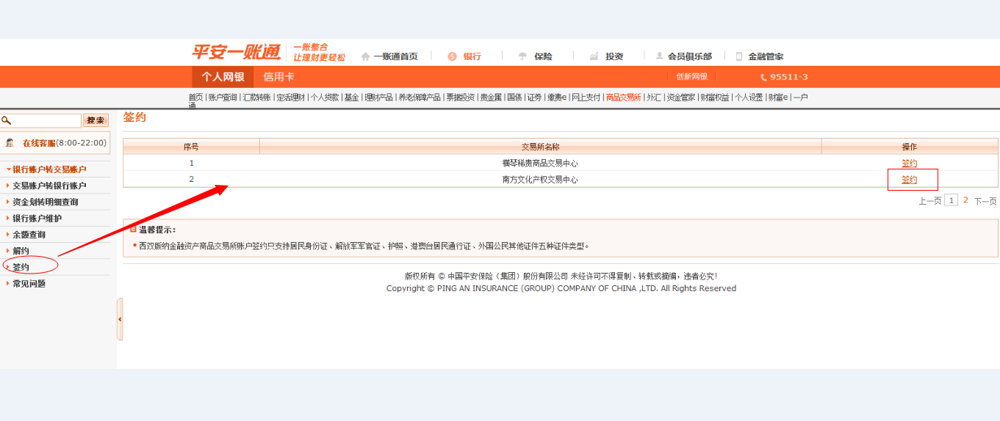 平安一账通
一账整合
让理财更轻松
一账通首页 银行 保险 投资 会员俱乐部 金融管家
个人网银 信用卡 创新网银 95511-3
首页 | 账户查询 | 汇款转账 | 定活理财 | 个人贷款 | 基金 | 理财产品 | 养老保障产品 | 票据投资 | 贵金属 | 国债 | 证券 | 缴费e | 网上支付 | 商品交易所 | 外汇 | 资金管家 | 财富权益 | 个人设置 | 财富e | 一户
通
搜索
在线客服(8:00-22:00)
银行账户转交易账户
交易账户转银行账户
资金划转明细查询
银行账户维护
余额查询
解约
签约
常见问题
签约
序号 交易所名称 操作
1 横琴稀贵商品交易中心 签约
2 南方文化产权交易中心 签约
上一页 1 2 下一页
温馨提示：
西双版纳金融资产商品交易所账户签约只支持居民身份证、解放军军官证、护照、港澳台居民通行证、外国公民其他证件五种证件类型。
版权所有 © 中国平安保险（集团）股份有限公司 未经许可不得复制、转载或摘编，违者必究!
Copyright © PING AN INSURANCE (GROUP) COMPANY OF CHINA ,LTD. All Rights Reserved